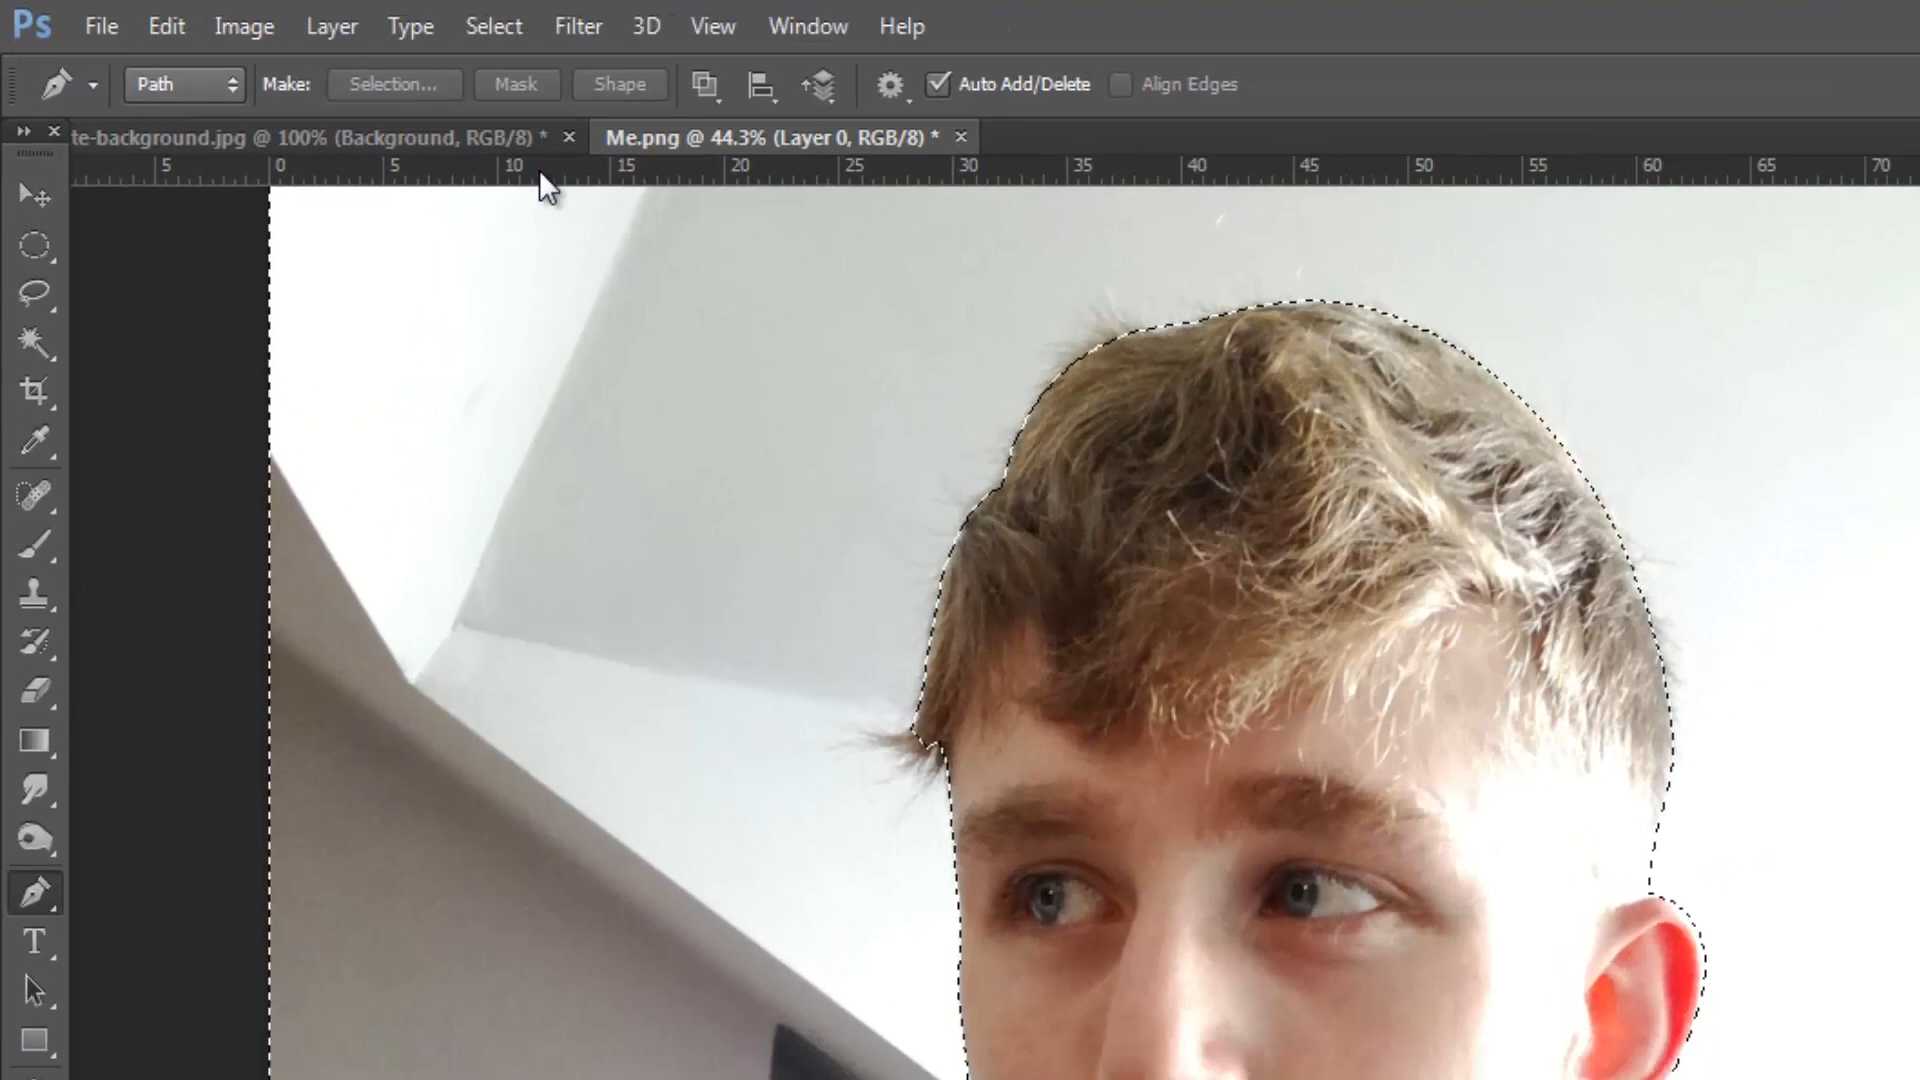 Ps File Edit Image Layer Type Select Filter 3D View Window Help
Path Make: Selection... Mask Shape Auto Add/Delete Align Edges
te-background.jpg @ 100% (Background, RGB/8) * × Me.png @ 44.3% (Layer 0, RGB/8) * ×
5 0 5 10 15 20 25 30 35 40 45 50 55 60 65 70
T